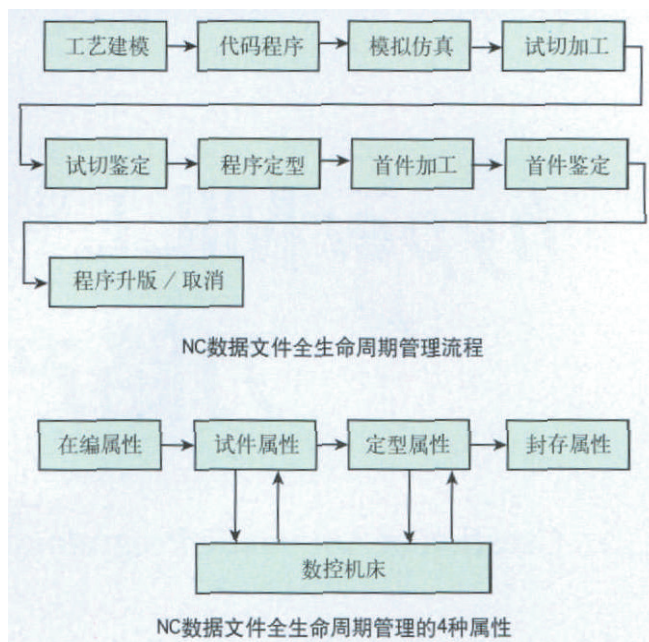 工艺建模
代码程序
模拟仿真
试切加工
试切鉴定
程序定型
首件加工
首件鉴定
程序升版／取消
NC数据文件全生命周期管理流程
在编属性
试件属性
定型属性
封存属性
数控机床
NC数据文件全生命周期管理的4种属性